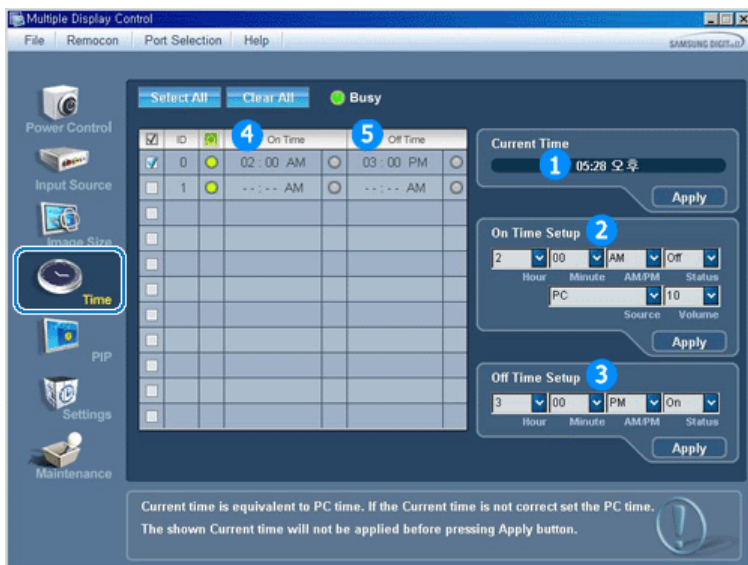 Multiple Display Control
File Remocon Port Selection Help
SAMSUNG DIGITall
Select All Clear All Busy
Power Control
Input Source
Image Size
Time
PIP
Settings
Maintenance
ID 4 On Time 5 Off Time
0 02 : 00 AM 03 : 00 PM
1 - - : - - AM - - : - - AM
Current Time
1 05:28 오후
Apply
On Time Setup 2
2 00 AM Off
Hour Minute AM/PM Status
PC 10
Source Volume
Apply
Off Time Setup 3
3 00 PM On
Hour Minute AM/PM Status
Apply
Current time is equivalent to PC time. If the Current time is not correct set the PC time.
The shown Current time will not be applied before pressing Apply button.